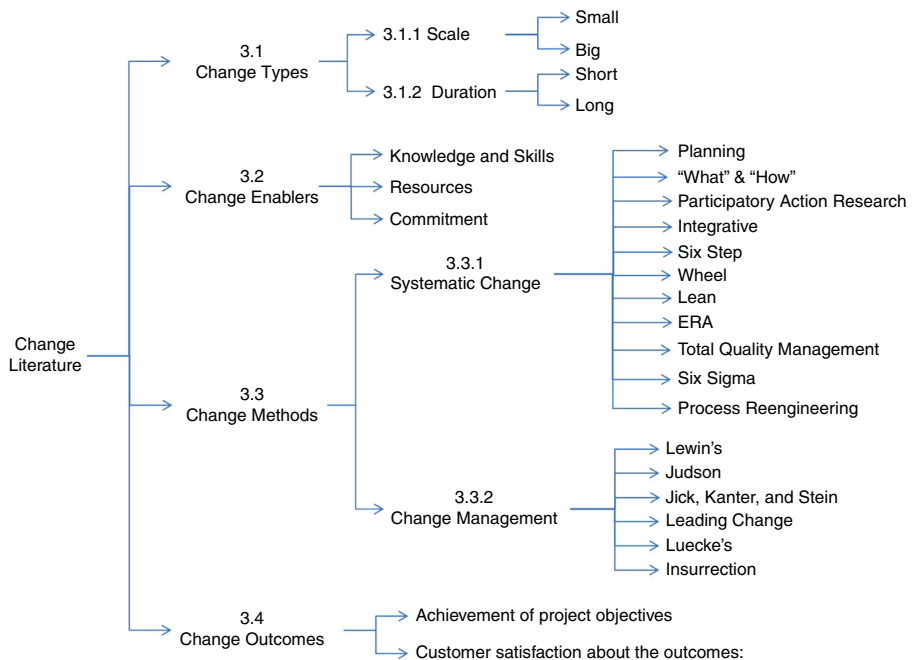 Change
Literature
3.1
Change Types
3.1.1 Scale
Small
Big
3.1.2 Duration
Short
Long
3.2
Change Enablers
Knowledge and Skills
Resources
Commitment
3.3
Change Methods
3.3.1
Systematic Change
Planning
“What” & “How”
Participatory Action Research
Integrative
Six Step
Wheel
Lean
ERA
Total Quality Management
Six Sigma
Process Reengineering
3.3.2
Change Management
Lewin’s
Judson
Jick, Kanter, and Stein
Leading Change
Luecke’s
Insurrection
3.4
Change Outcomes
Achievement of project objectives
Customer satisfaction about the outcomes: